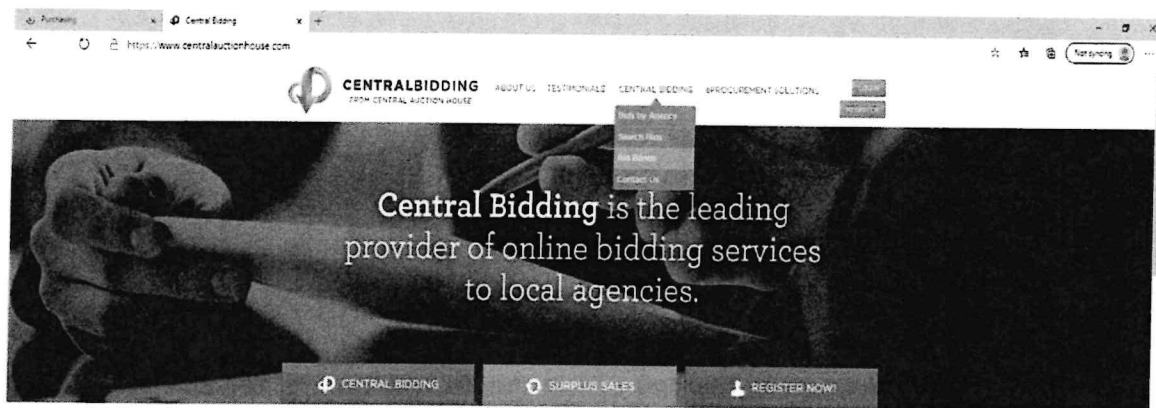 Purchasing
Central Bidding
https://www.centralauctionhouse.com
Not syncing
CENTRALBIDDING
FROM CENTRAL AUCTION HOUSE
ABOUT US TESTIMONIALS CENTRAL BIDDING EPROCUREMENT SOLUTIONS
Bids by Agency
Search Bids
Bid Bonds
Contact Us
Central Bidding is the leading
provider of online bidding services
to local agencies.
CENTRAL BIDDING
SURPLUS SALES
REGISTER NOW!